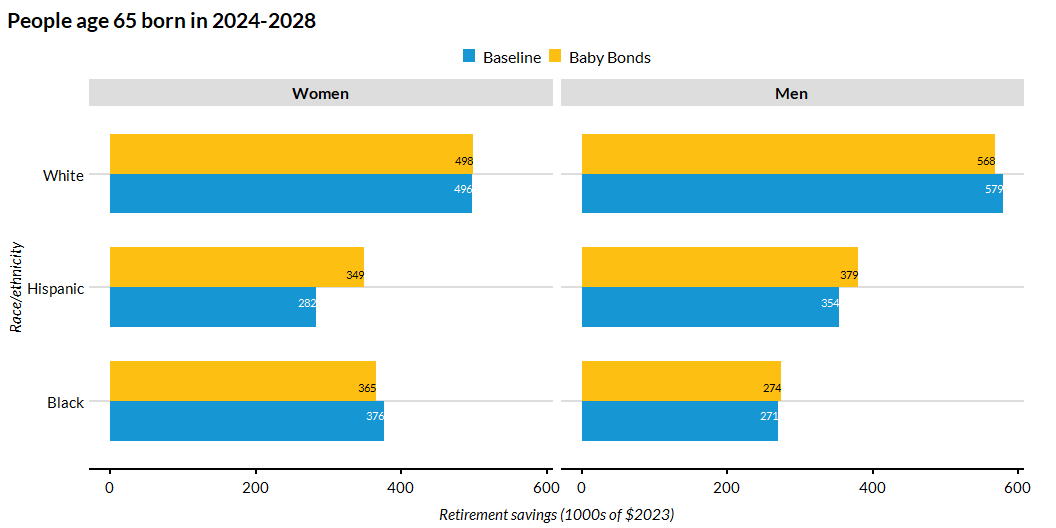 People age 65 born in 2024-2028
Baseline Baby Bonds
Women Men
White
498
496
568
579
Race/ethnicity
Hispanic
349
282
379
354
Black
365
376
274
271
0 200 400 600 0 200 400 600
Retirement savings (1000s of $2023)